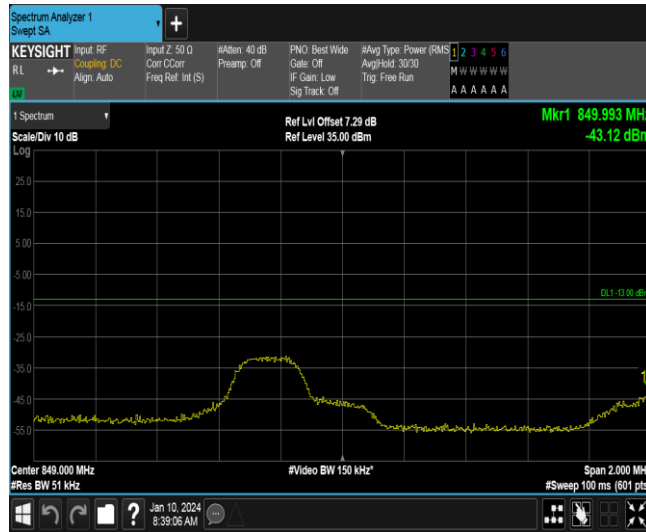 Spectrum Analyzer 1
Swept SA
KEYSIGHT
RL
LXI
Input: RF
Coupling: DC
Align: Auto
Input Z: 50 Ω
Corr CCorr
Freq Ref: Int (S)
#Atten: 40 dB
Preamp: Off
PNO: Best Wide
Gate: Off
IF Gain: Low
Sig Track: Off
#Avg Type: Power (RMS
Avg|Hold: 30/30
Trig: Free Run
1 2 3 4 5 6
M W W W W W
A A A A A A
1 Spectrum
Scale/Div 10 dB
Ref Lvl Offset 7.29 dB
Ref Level 35.00 dBm
Mkr1 849.993 MHz
-43.12 dBm
Log
25.0
15.0
5.00
-5.00
DL1 -13.00 dBm
-15.0
-25.0
-35.0
1
-45.0
-55.0
Center 849.000 MHz
#Video BW 150 kHz*
Span 2.000 MH
#Res BW 51 kHz
#Sweep 100 ms (601 pts
?
Jan 10, 2024
8:39:06 AM